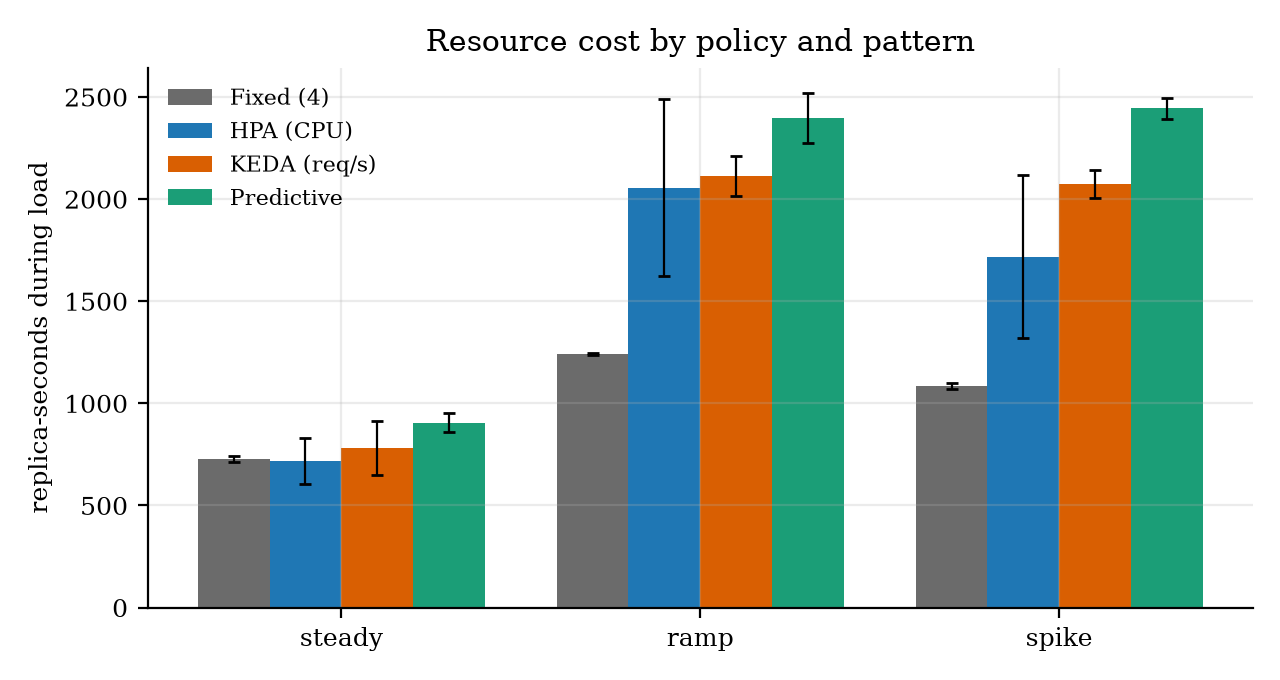 Resource cost by policy and pattern
replica-seconds during load
2500
2000
1500
1000
500
0
Fixed (4)
HPA (CPU)
KEDA (req/s)
Predictive
steady
ramp
spike